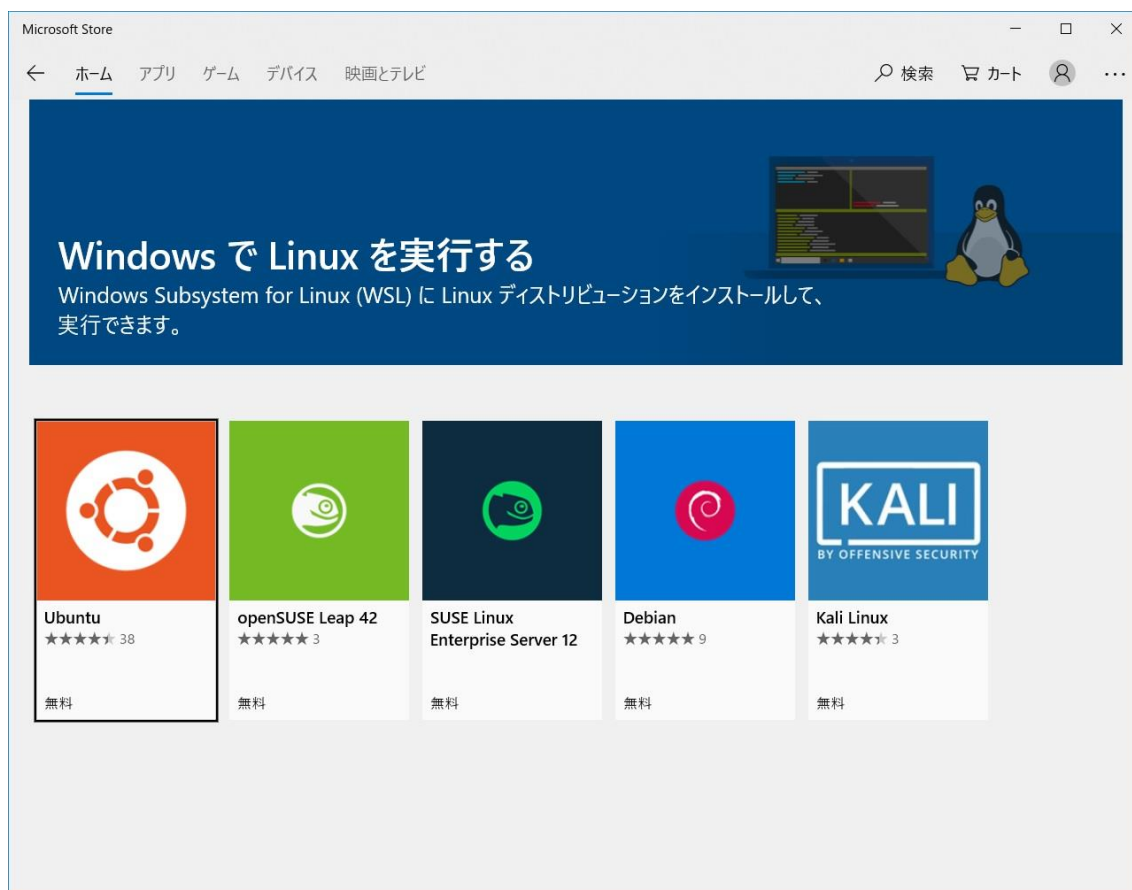 Microsoft Store
ホーム アプリ ゲーム デバイス 映画とテレビ 検索 カート
Windows で Linux を実行する
Windows Subsystem for Linux (WSL) に Linux ディストリビューションをインストールして、
実行できます。
KALI
BY OFFENSIVE SECURITY
Ubuntu
38
無料
openSUSE Leap 42
3
無料
SUSE Linux
Enterprise Server 12
無料
Debian
9
無料
Kali Linux
3
無料